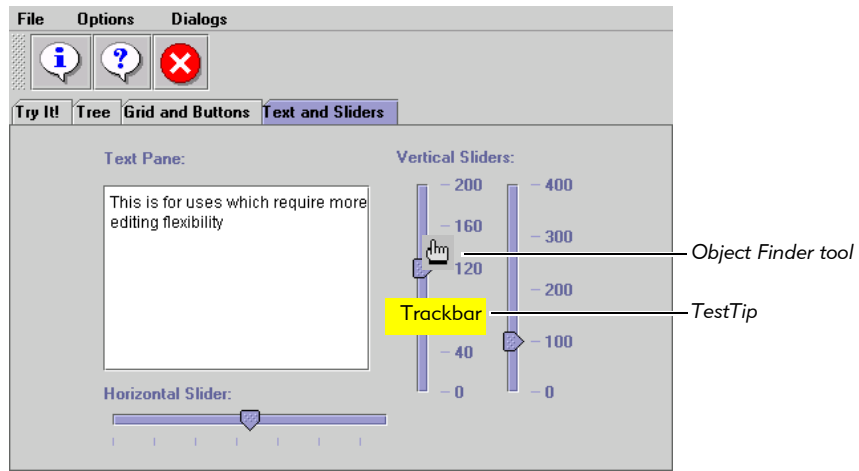 File Options Dialogs
Try It! Tree Grid and Buttons Text and Sliders
Text Pane:
This is for uses which require more
editing flexibility
Horizontal Slider:
Vertical Sliders:
200
160
120
Trackbar
40
0
400
300
200
100
0
Object Finder tool
TestTip